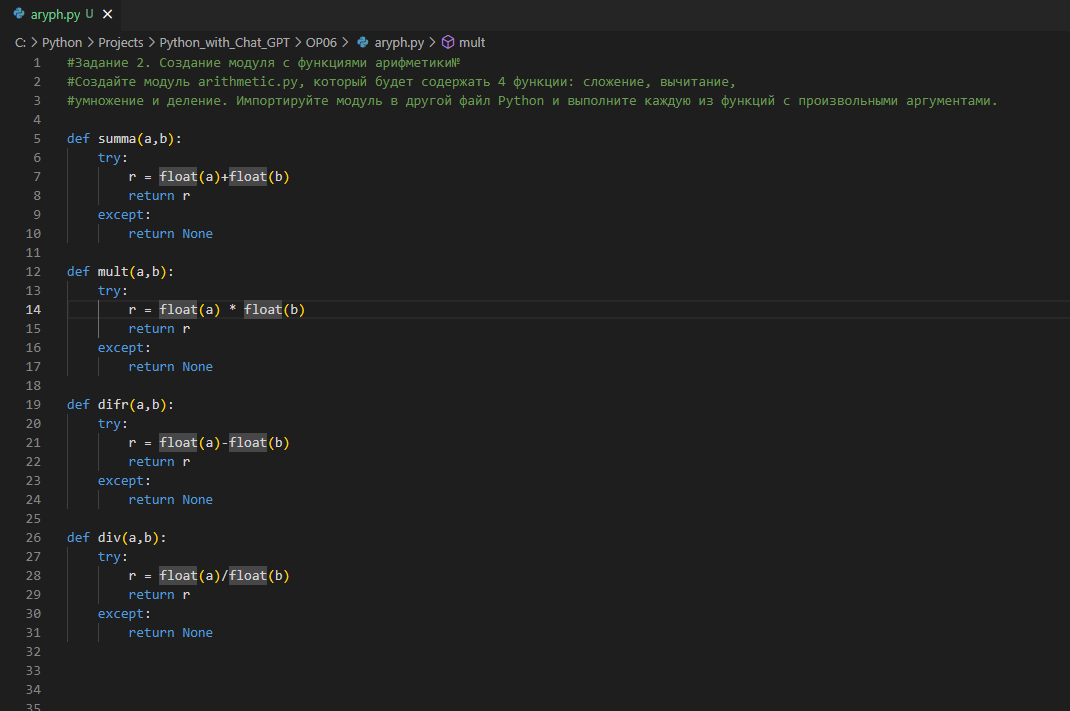 aryph.py U
C: > Python > Projects > Python_with_Chat_GPT > OP06 > aryph.py > mult
1 #Задание 2. Создание модуля с функциями арифметики№
2 #Создайте модуль arithmetic.py, который будет содержать 4 функции: сложение, вычитание,
3 #умножение и деление. Импортируйте модуль в другой файл Python и выполните каждую из функций с произвольными аргументами.
4
5 def summa(a,b):
6 try:
7 r = float(a)+float(b)
8 return r
9 except:
10 return None
11
12 def mult(a,b):
13 try:
14 r = float(a) * float(b)
15 return r
16 except:
17 return None
18
19 def difr(a,b):
20 try:
21 r = float(a)-float(b)
22 return r
23 except:
24 return None
25
26 def div(a,b):
27 try:
28 r = float(a)/float(b)
29 return r
30 except:
31 return None
32
33
34
35